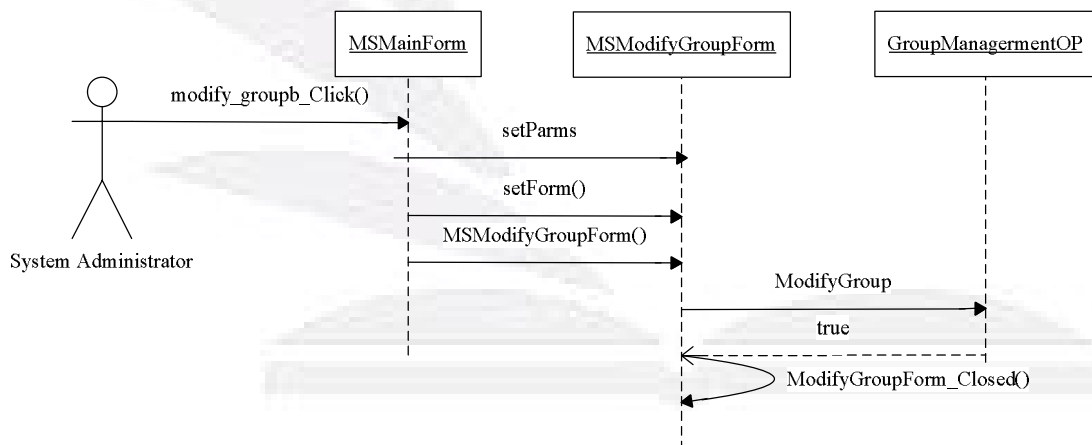 MSMainForm
MSModifyGroupForm
GroupManagermentOP
modify_groupb_Click()
setParms
setForm()
MSModifyGroupForm()
System Administrator
ModifyGroup
true
ModifyGroupForm_Closed()